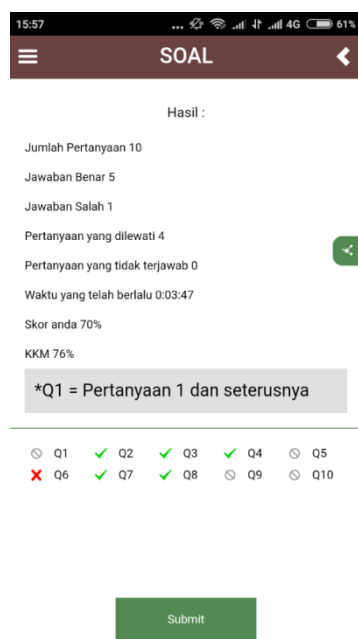 15:57 ... 4G 61%
SOAL
Hasil :
Jumlah Pertanyaan 10
Jawaban Benar 5
Jawaban Salah 1
Pertanyaan yang dilewati 4
Pertanyaan yang tidak terjawab 0
Waktu yang telah berlalu 0:03:47
Skor anda 70%
KKM 76%
*Q1 = Pertanyaan 1 dan seterusnya
Q1 Q2 Q3 Q4 Q5
Q6 Q7 Q8 Q9 Q10
Submit